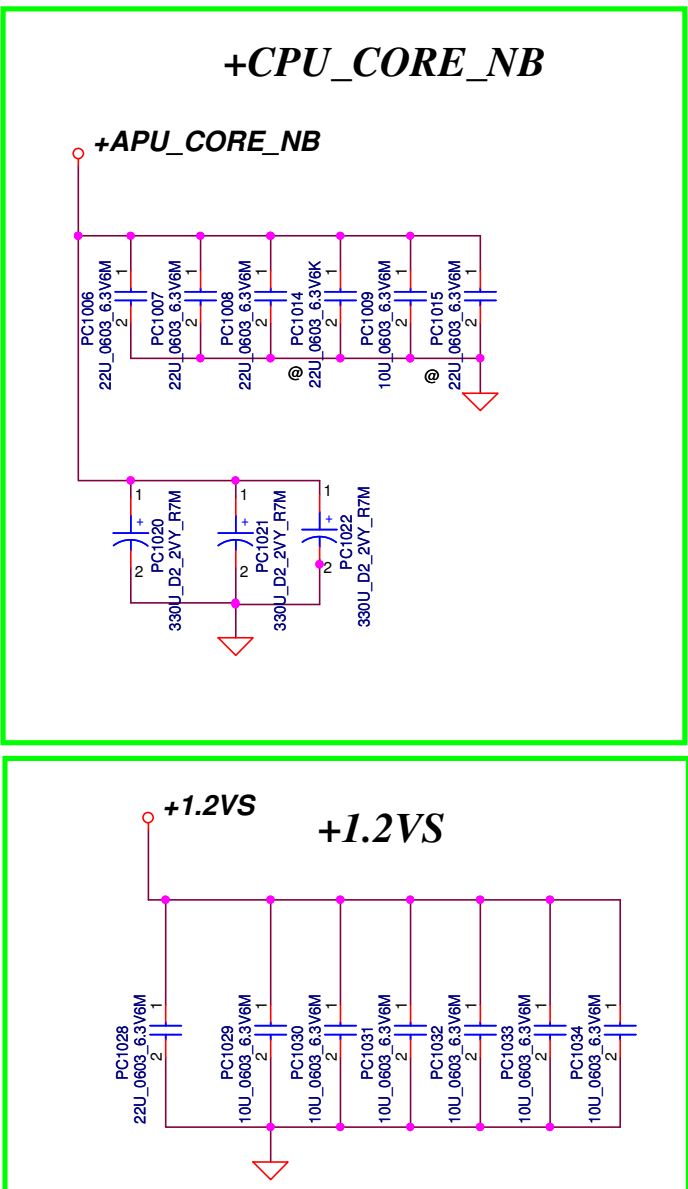 +CPU_CORE_NB
+APU_CORE_NB
1
2
PC1006
22U_0603_6.3V6M
1
2
PC1007
22U_0603_6.3V6M
1
2
PC1008
22U_0603_6.3V6M
1
2
PC1014
22U_0603_6.3V6K
@
1
2
PC1009
10U_0603_6.3V6M
1
2
PC1015
22U_0603_6.3V6M
@
1
+
2
PC1020
330U_D2_2VY_R7M
1
+
2
PC1021
330U_D2_2VY_R7M
1
+
2
PC1022
330U_D2_2VY_R7M
+1.2VS
+1.2VS
1
2
PC1028
22U_0603_6.3V6M
1
2
PC1029
10U_0603_6.3V6M
1
2
PC1030
10U_0603_6.3V6M
1
2
PC1031
10U_0603_6.3V6M
1
2
PC1032
10U_0603_6.3V6M
1
2
PC1033
10U_0603_6.3V6M
1
2
PC1034
10U_0603_6.3V6M